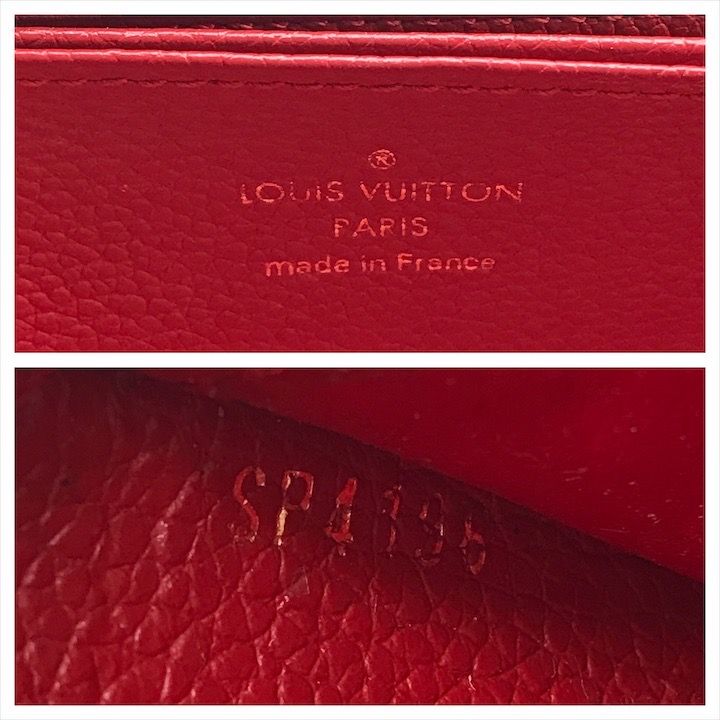 ®
LOUIS VUITTON
PARIS
made in France
SP4196